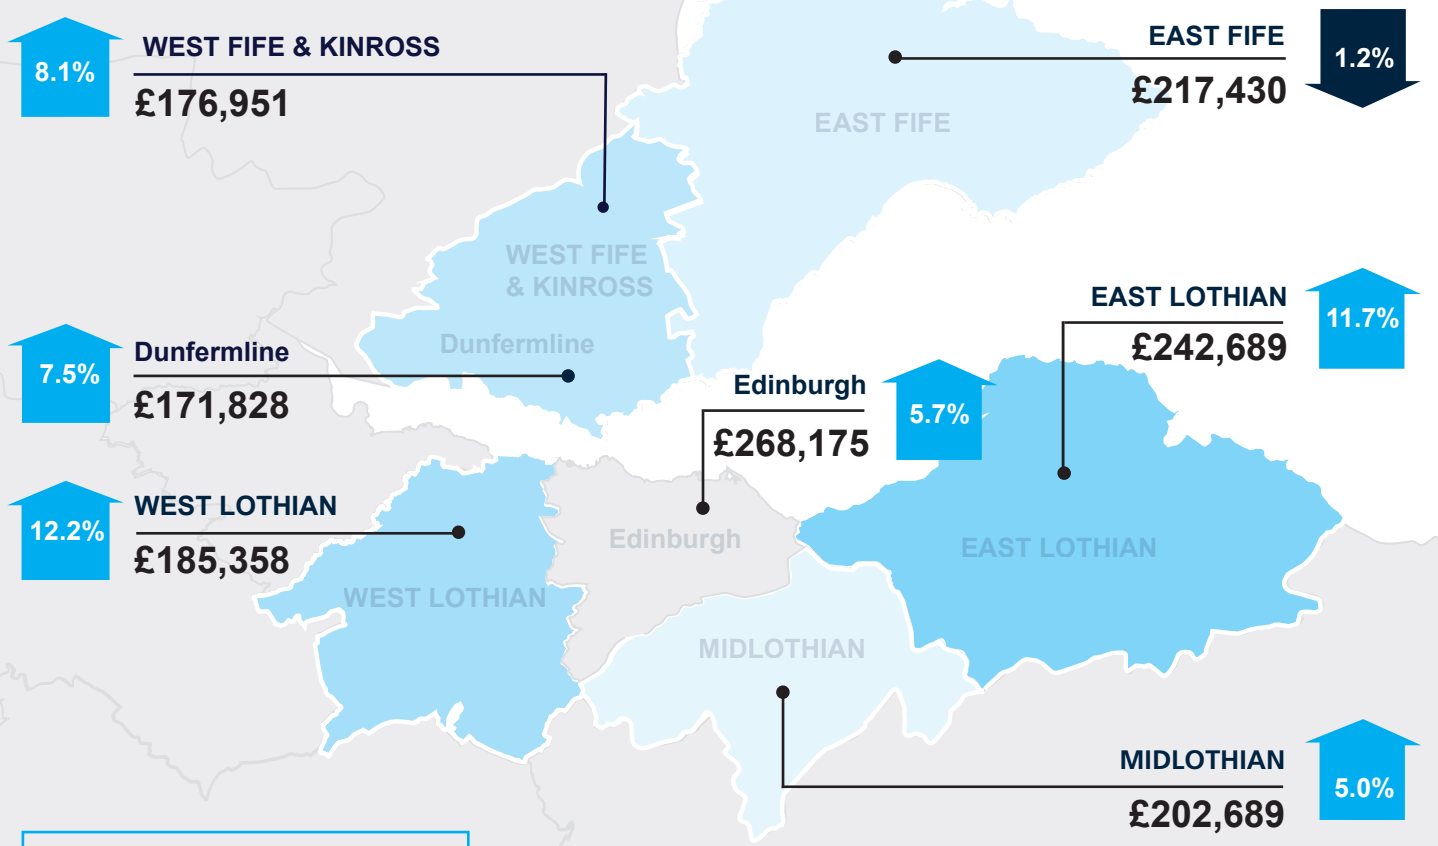 WEST FIFE & KINROSS
8.1%
£176,951
EAST FIFE
1.2%
£217,430
EAST FIFE
WEST FIFE
& KINROSS
Dunfermline
EAST LOTHIAN
11.7%
£242,689
Dunfermline
7.5%
£171,828
Edinburgh
5.7%
£268,175
WEST LOTHIAN
12.2%
£185,358
Edinburgh
EAST LOTHIAN
WEST LOTHIAN
MIDLOTHIAN
MIDLOTHIAN
5.0%
£202,689